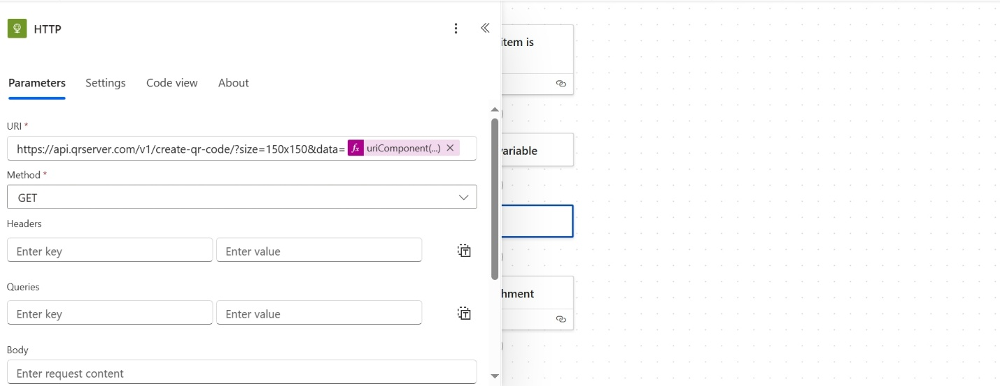 HTTP
Parameters Settings Code view About
URI *
https://api.qrserver.com/v1/create-qr-code/?size=150x150&data= fx uriComponent(...) ×
Method *
GET
Headers
Enter key Enter value
Queries
Enter key Enter value
Body
Enter request content
item is
variable
hment